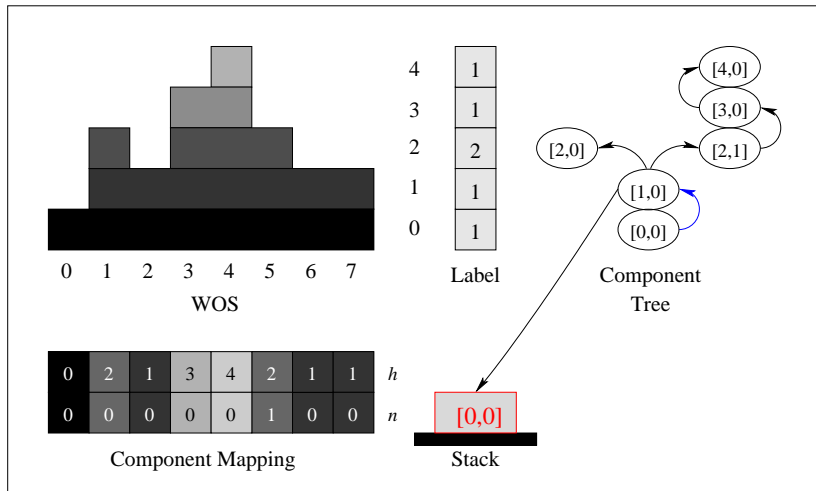 4 1 [4,0]
3 1 [3,0]
2 2 [2,0] [2,1]
1 1 [1,0]
0 1 [0,0]
0 1 2 3 4 5 6 7
Label
Component
Tree
WOS
0 2 1 3 4 2 1 1 h
0 0 0 0 0 1 0 0 n
[0,0]
Component Mapping
Stack